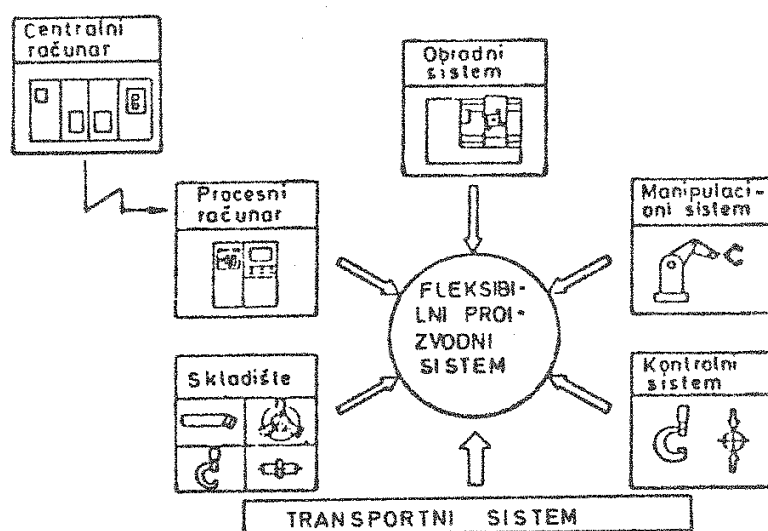 Centralni
računar
Obradni
sistem
Procesni
računar
Manipulaci-
oni sistem
FLEKSIBI-
LNI PROI-
ZVODNI
SISTEM
Skladište
Kontrolni
sistem
TRANSPORTNI SISTEM